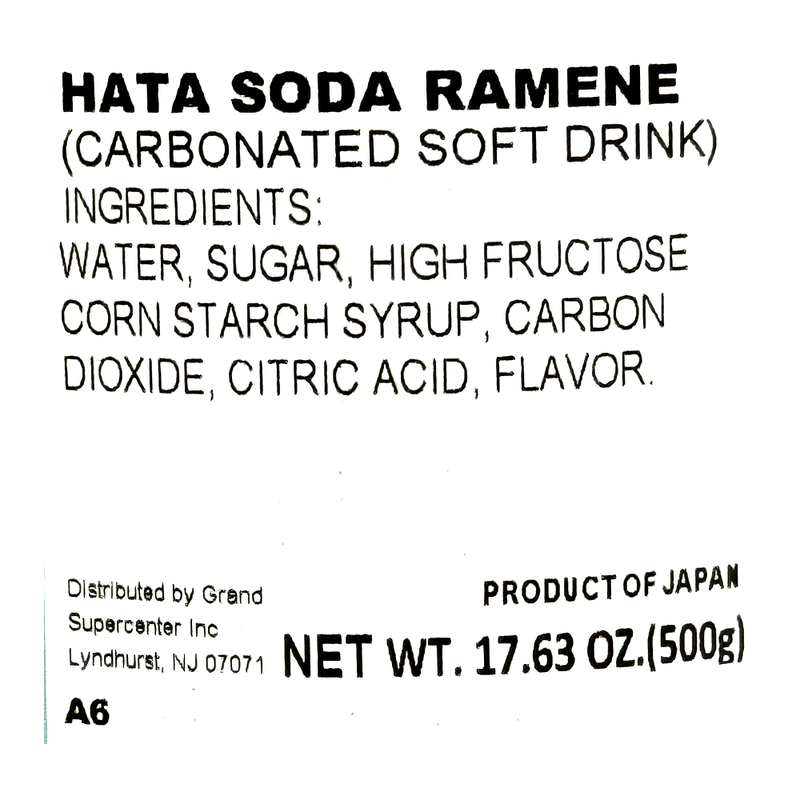 HATA SODA RAMENE
(CARBONATED SOFT DRINK)
INGREDIENTS:
WATER, SUGAR, HIGH FRUCTOSE
CORN STARCH SYRUP, CARBON
DIOXIDE, CITRIC ACID, FLAVOR.
Distributed by Grand
Supercenter Inc
Lyndhurst, NJ 07071
A6
PRODUCT OF JAPAN
NET WT. 17.63 OZ.(500g)